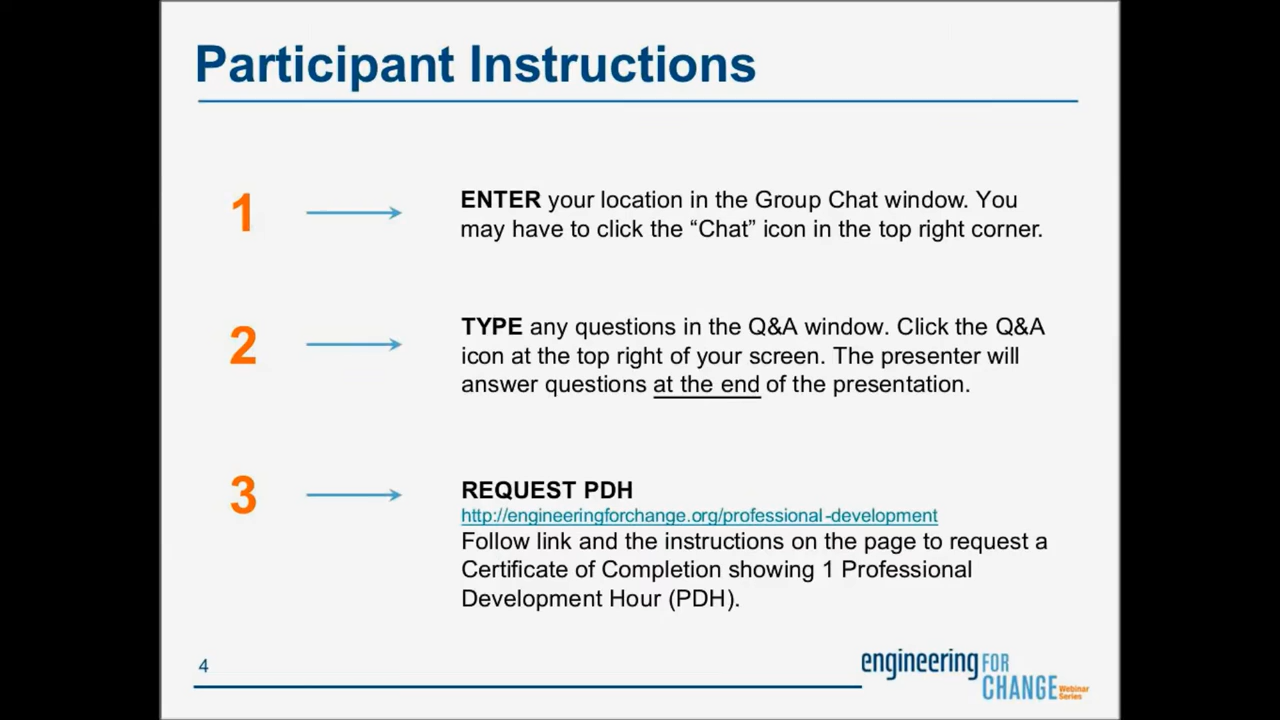 Participant Instructions
1
ENTER your location in the Group Chat window. You
may have to click the “Chat” icon in the top right corner.
2
TYPE any questions in the Q&A window. Click the Q&A
icon at the top right of your screen. The presenter will
answer questions at the end of the presentation.
3
REQUEST PDH
http://engineeringforchange.org/professional-development
Follow link and the instructions on the page to request a
Certificate of Completion showing 1 Professional
Development Hour (PDH).
4
engineering FOR
CHANGE Webinar
Series